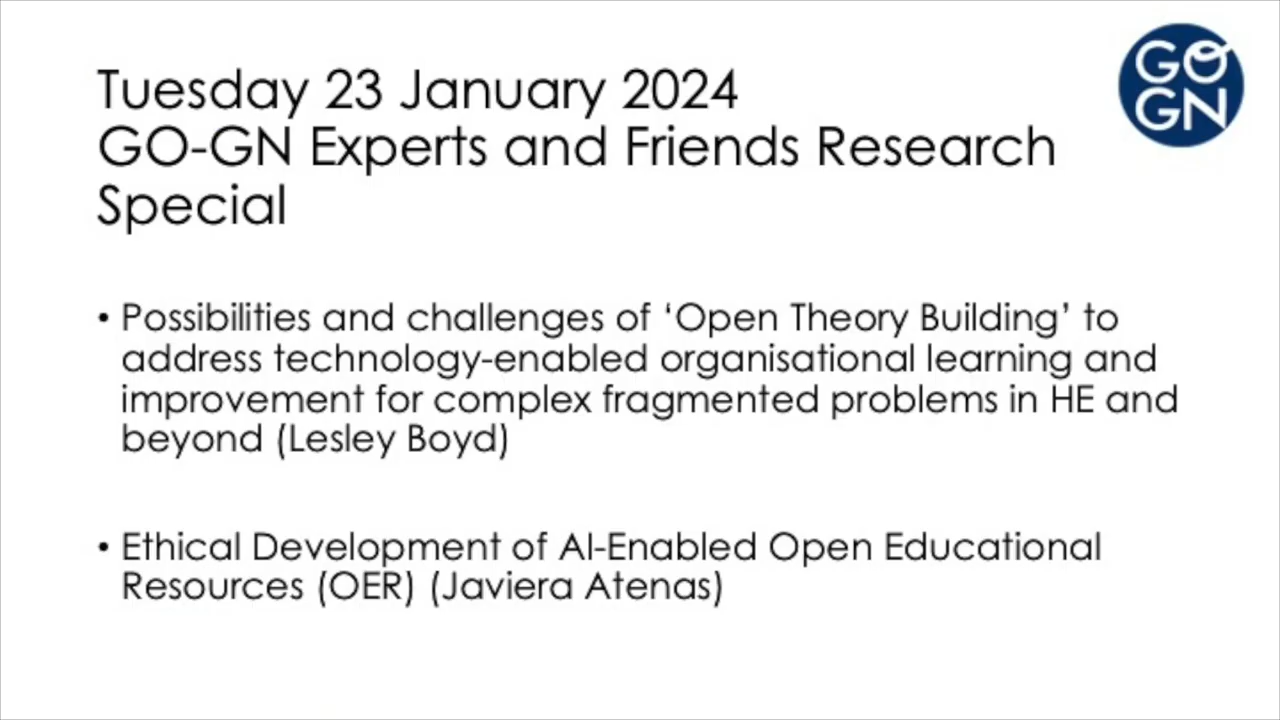 Tuesday 23 January 2024
GO-GN Experts and Friends Research
Special
GO
GN
• Possibilities and challenges of ‘Open Theory Building’ to
address technology-enabled organisational learning and
improvement for complex fragmented problems in HE and
beyond (Lesley Boyd)
• Ethical Development of AI-Enabled Open Educational
Resources (OER) (Javiera Atenas)